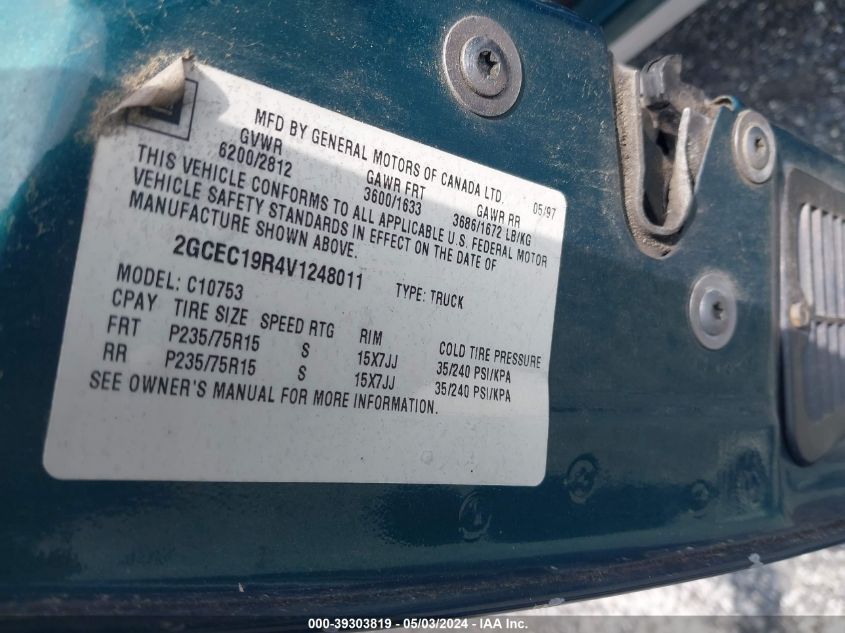 MFD BY GENERAL MOTORS OF CANADA LTD. 05/97
GVWR GAWR FRT GAWR RR
6200/2812 3600/1633 3686/1672 LB/KG
THIS VEHICLE CONFORMS TO ALL APPLICABLE U.S. FEDERAL MOTOR
VEHICLE SAFETY STANDARDS IN EFFECT ON THE DATE OF
MANUFACTURE SHOWN ABOVE.
2GCEC19R4V1248011 TYPE: TRUCK
MODEL: C10753
CPAY TIRE SIZE SPEED RTG RIM COLD TIRE PRESSURE
FRT P235/75R15 S 15X7JJ 35/240 PSI/KPA
RR P235/75R15 S 15X7JJ 35/240 PSI/KPA
SEE OWNER'S MANUAL FOR MORE INFORMATION.
000-39303819 - 05/03/2024 - IAA Inc.